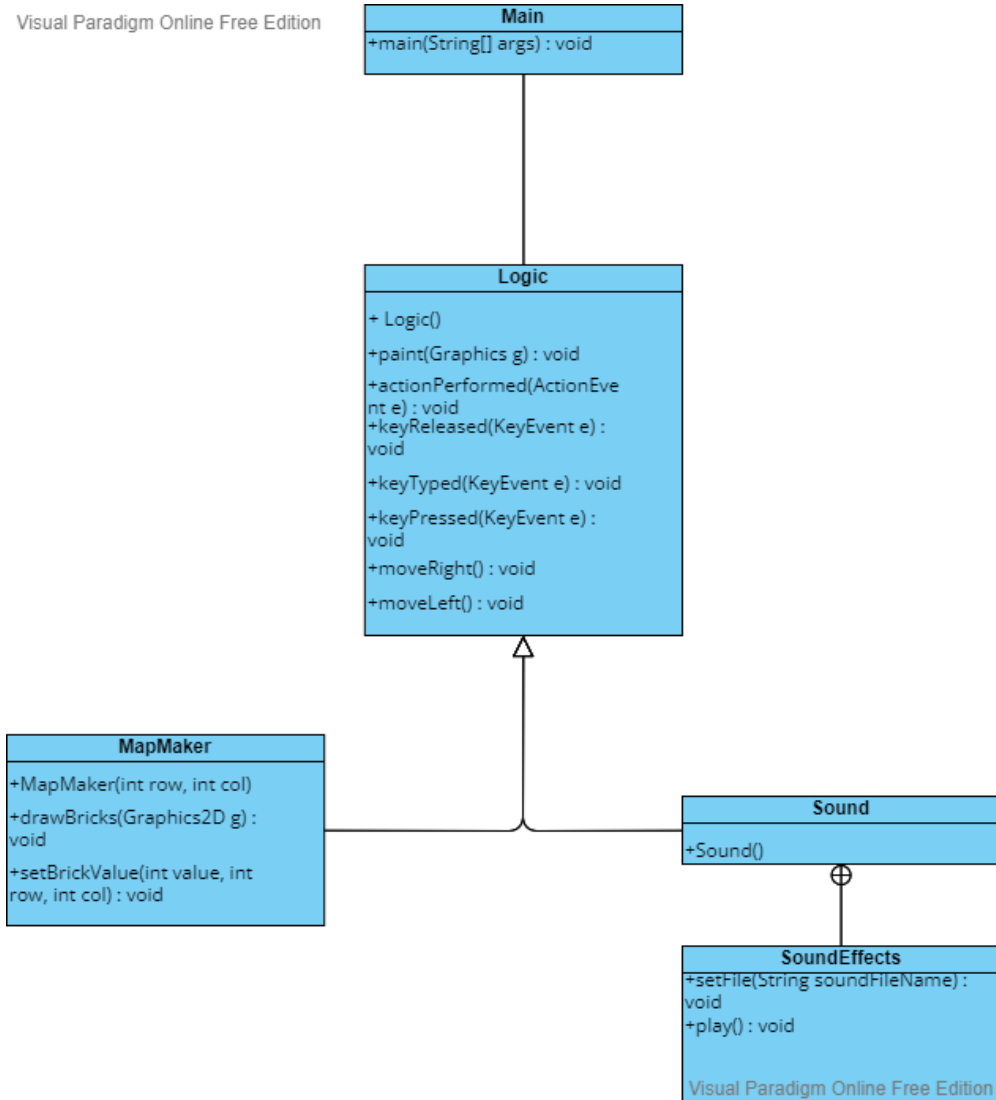 Visual Paradigm Online Free Edition
Main
+main(String[] args) : void
Logic
+ Logic()
+paint(Graphics g) : void
+actionPerformed(ActionEve
nt e) : void
+keyReleased(KeyEvent e) :
void
+keyTyped(KeyEvent e) : void
+keyPressed(KeyEvent e) :
void
+moveRight() : void
+moveLeft() : void
MapMaker
+MapMaker(int row, int col)
+drawBricks(Graphics2D g) :
void
+setBrickValue(int value, int
row, int col) : void
Sound
+Sound()
SoundEffects
+setFile(String soundFileName) :
void
+play() : void
Visual Paradigm Online Free Edition